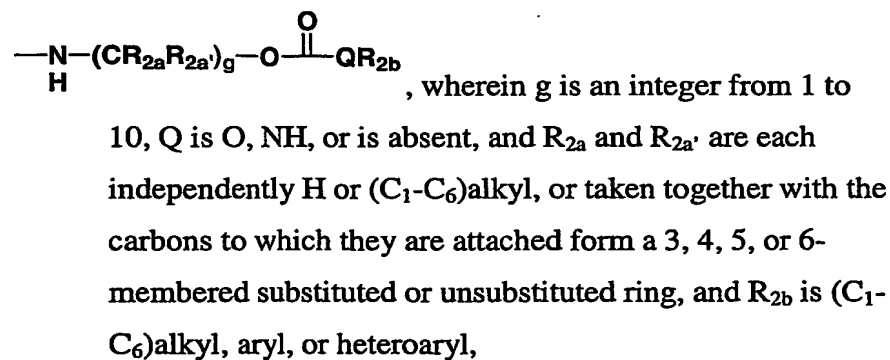 O
—N—(CR2aR2a')g—O—QR2b
H
, wherein g is an integer from 1 to
10, Q is O, NH, or is absent, and R2a and R2a' are each
independently H or (C1-C6)alkyl, or taken together with the
carbons to which they are attached form a 3, 4, 5, or 6-
membered substituted or unsubstituted ring, and R2b is (C1-
C6)alkyl, aryl, or heteroaryl,